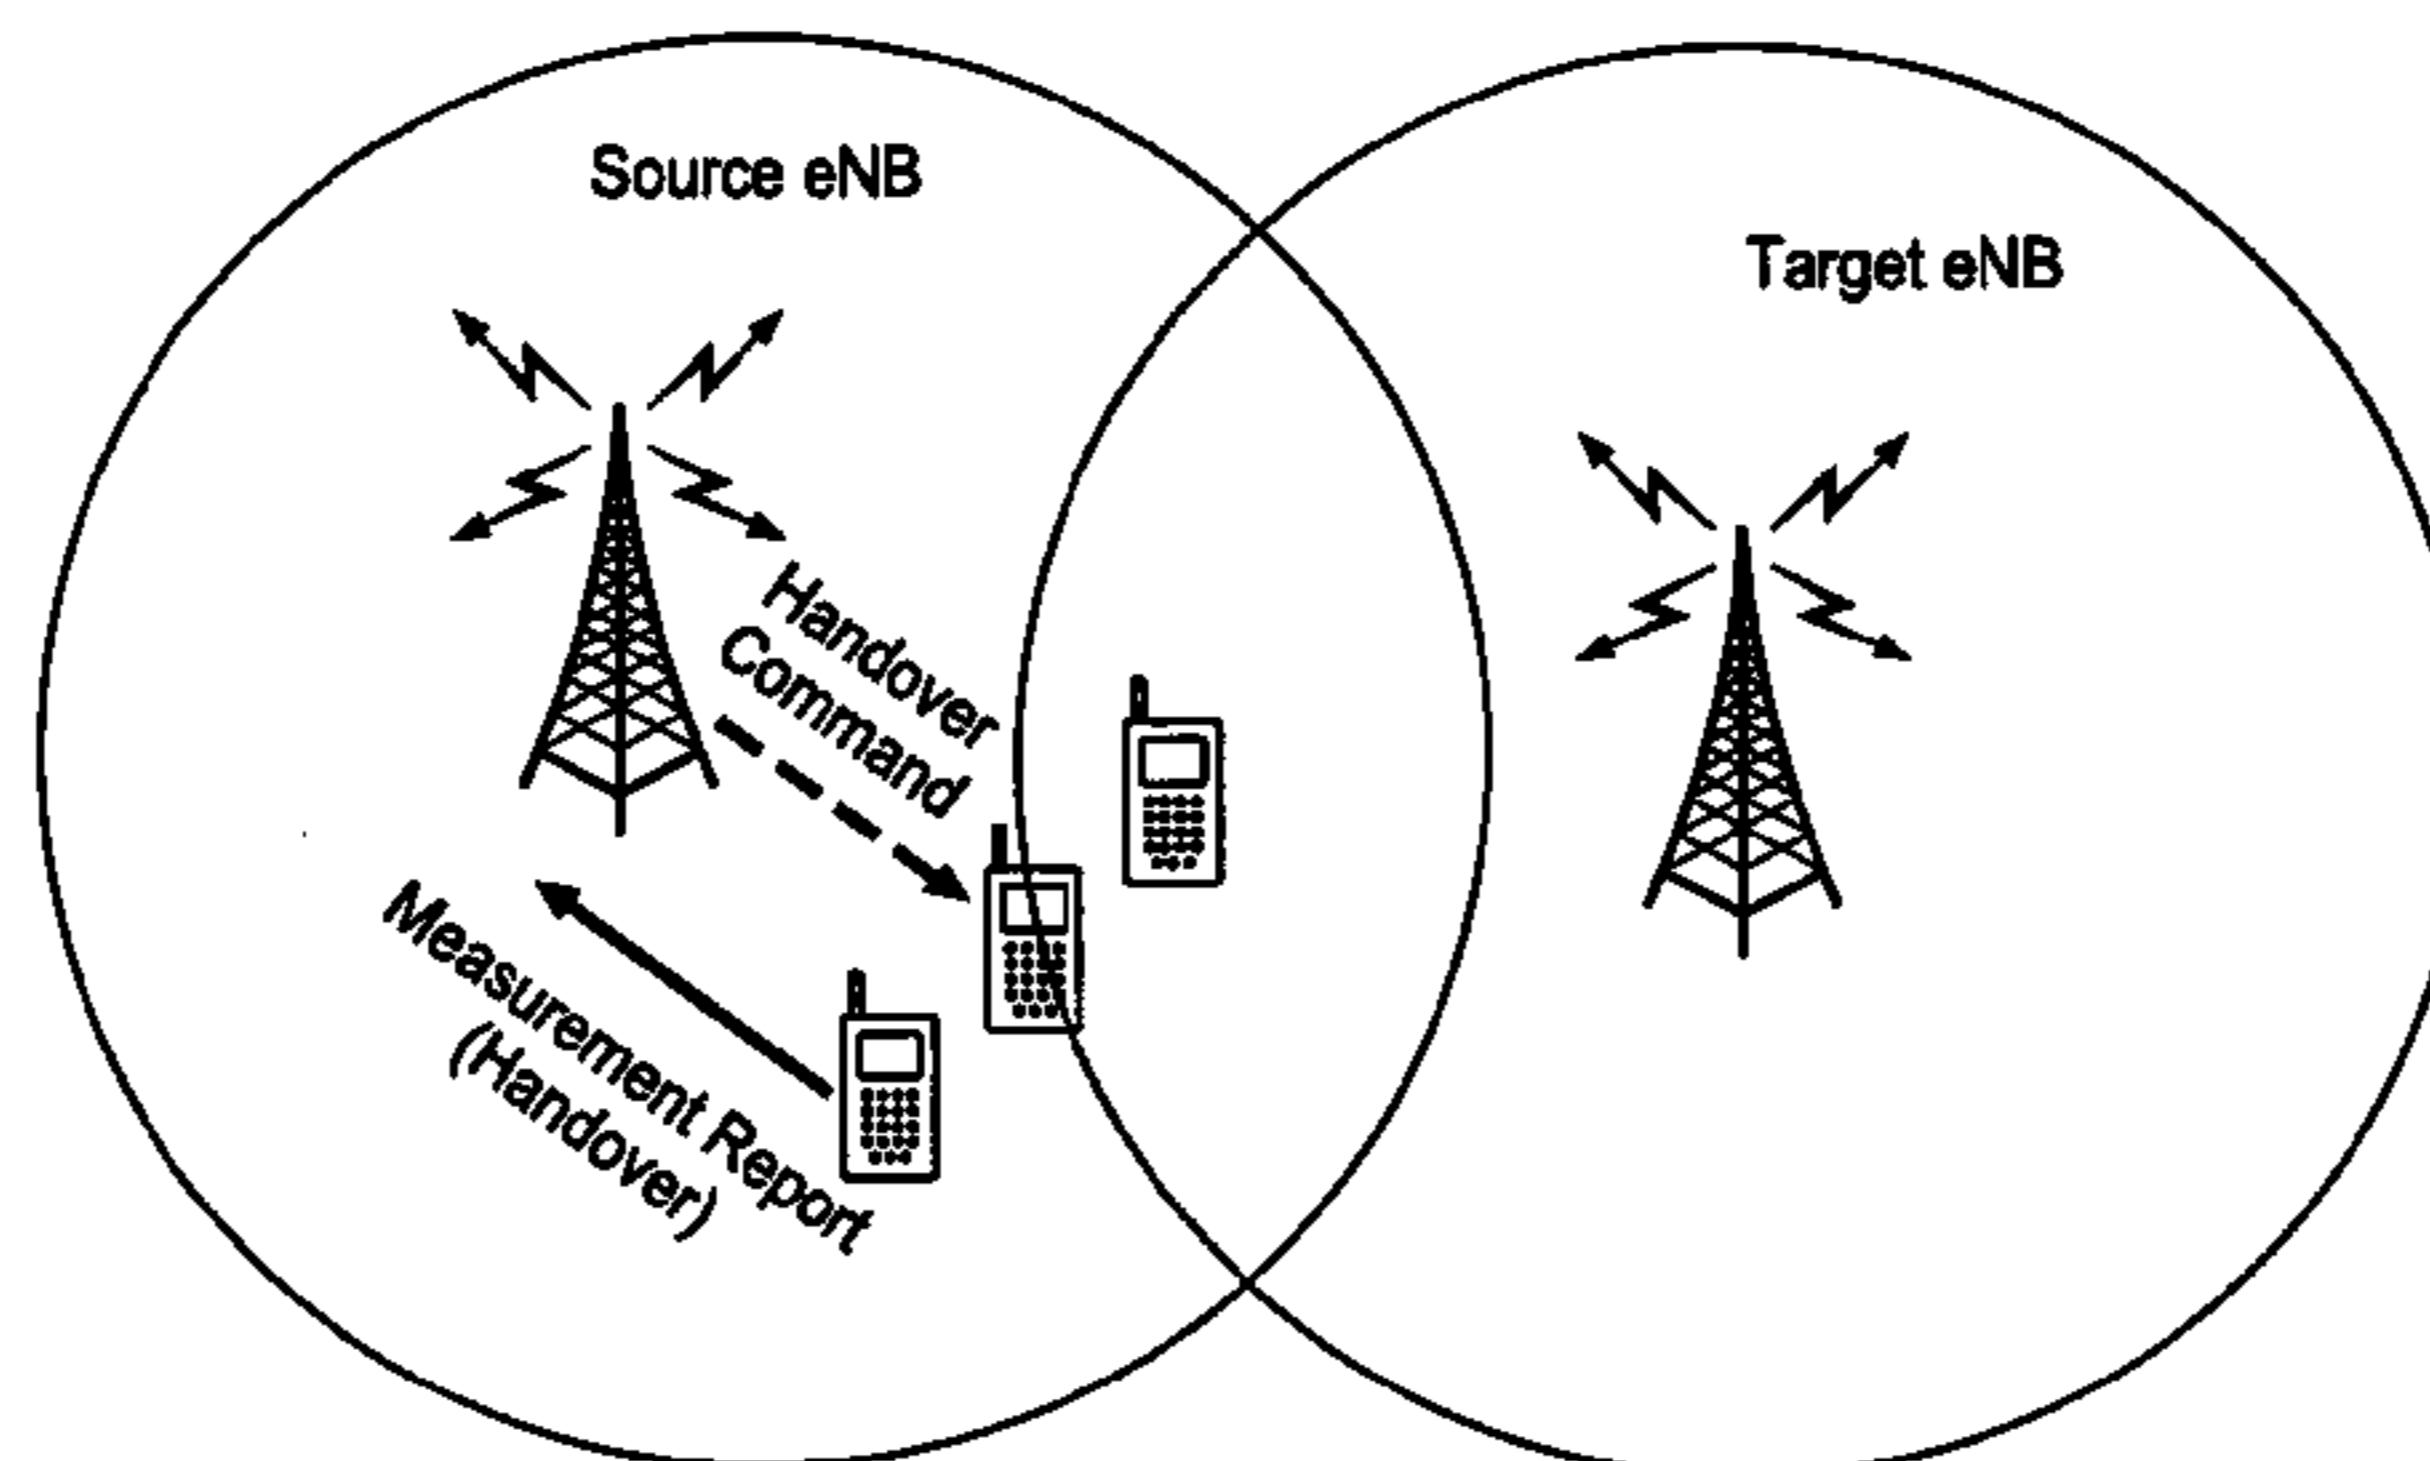 Source eNB
Target eNB
Handover
Command
Measurement Report
(Handover)